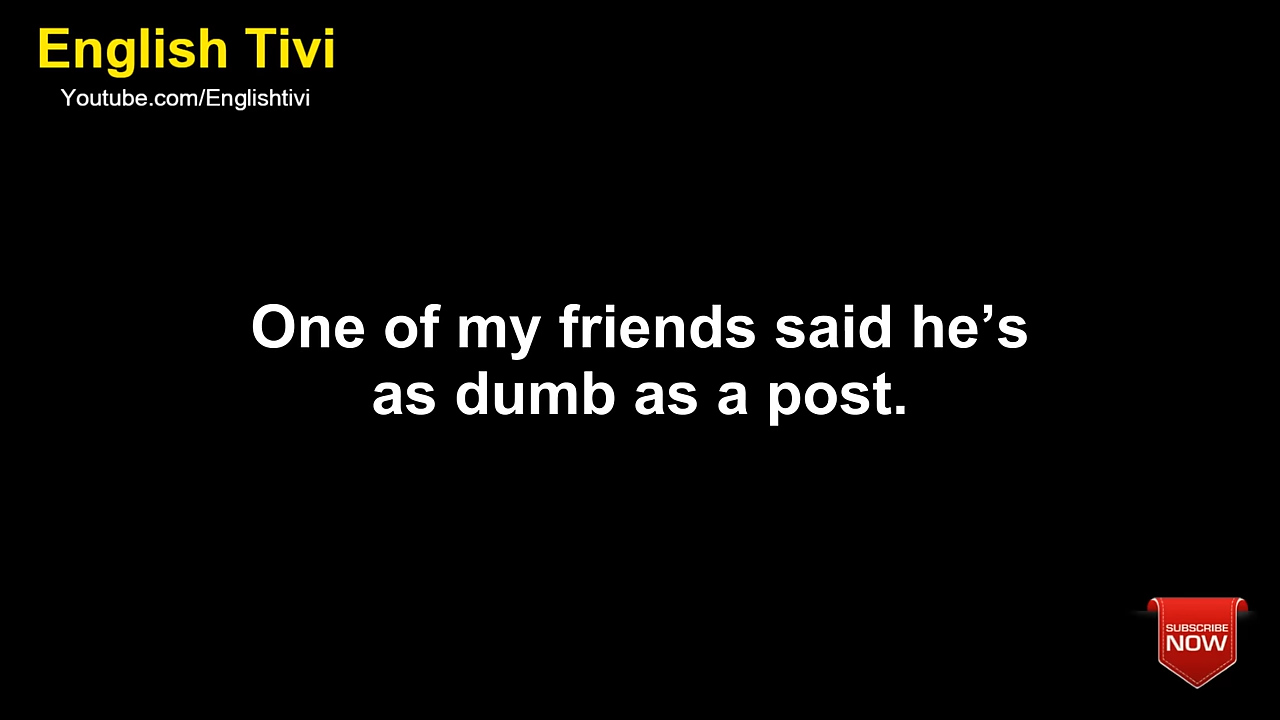 English Tivi
Youtube.com/Englishtivi
One of my friends said he’s
as dumb as a post.
SUBSCRIBE
NOW